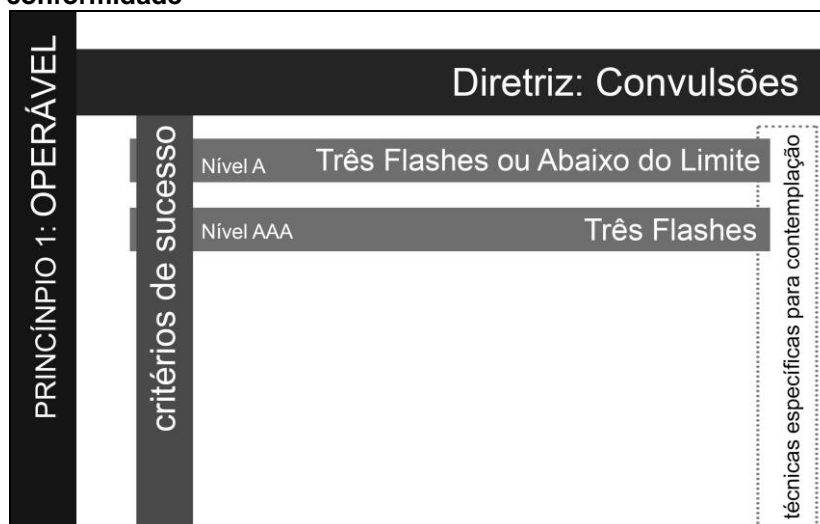 conformidade
PRINCÍNPIO 1: OPERÁVEL
Diretriz: Convulsões
critérios de sucesso
Nível A Três Flashes ou Abaixo do Limite
Nível AAA Três Flashes
técnicas específicas para contemplação